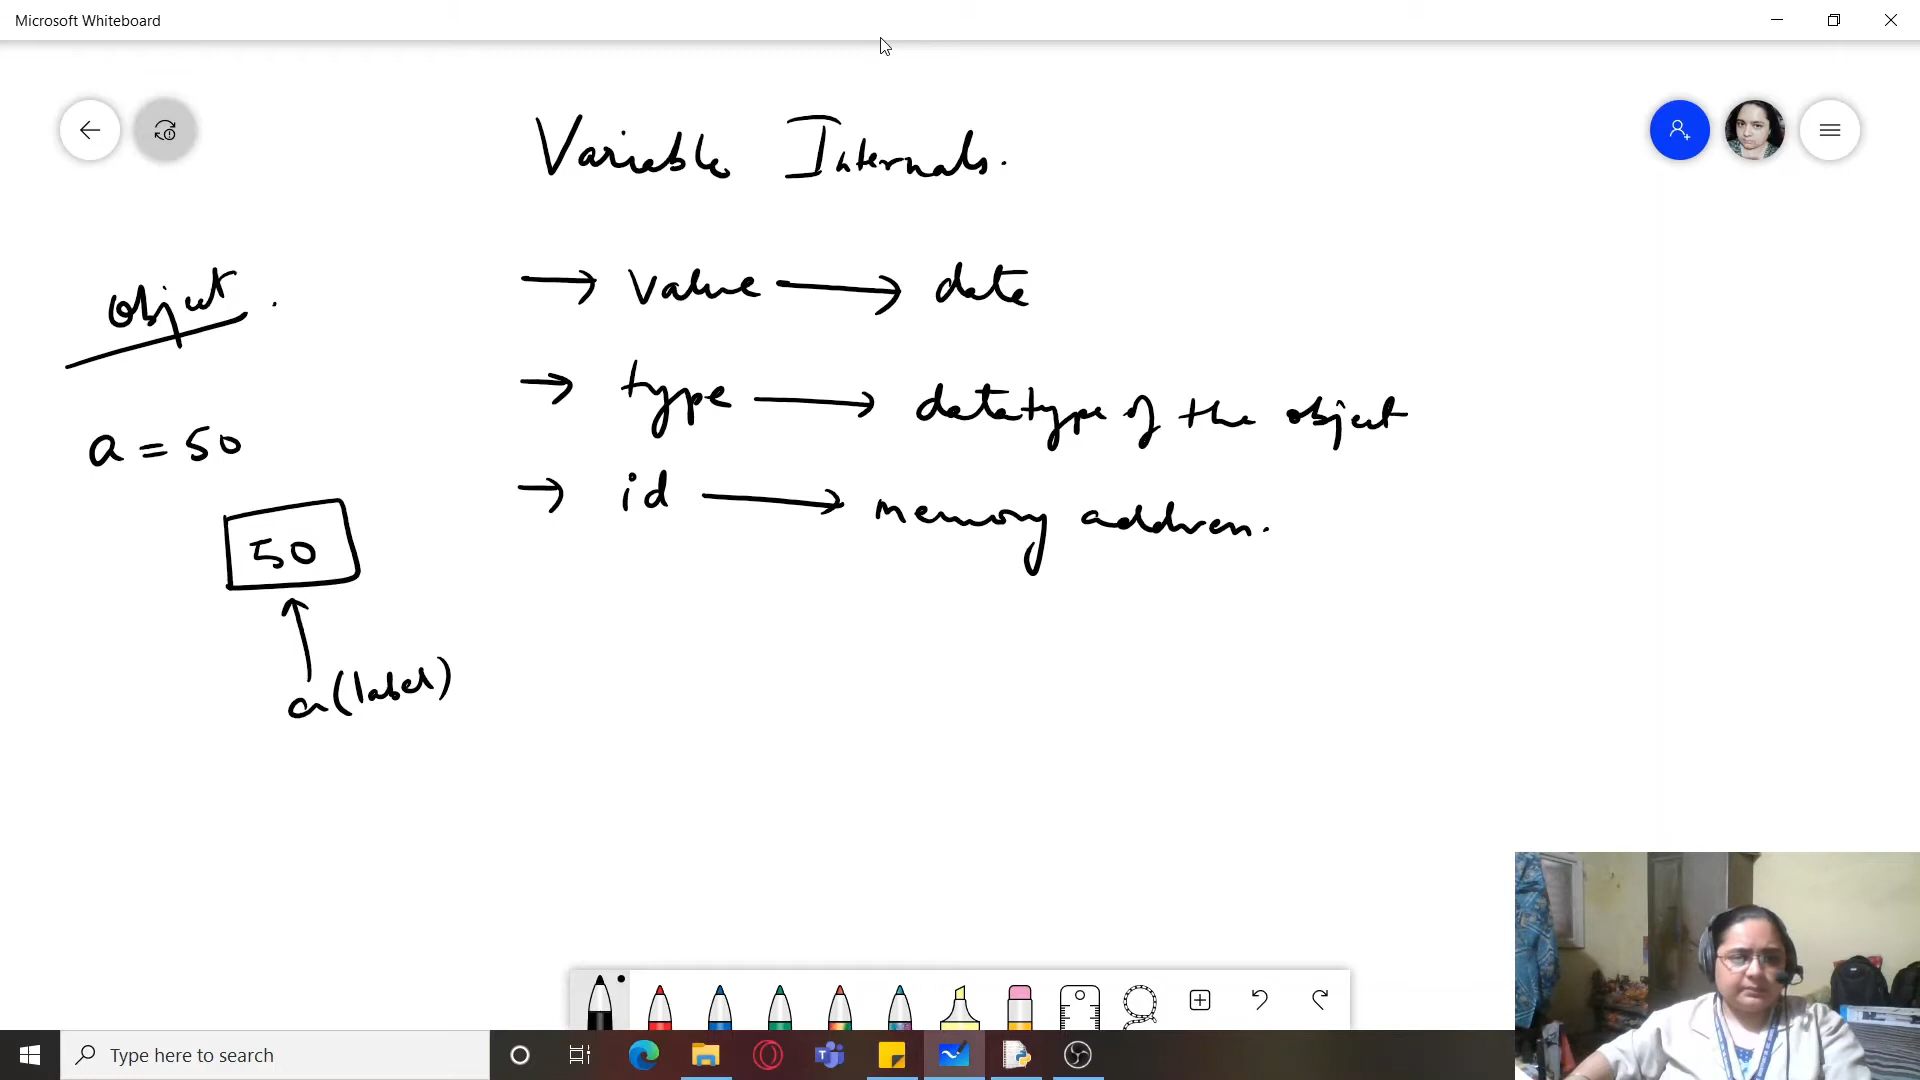 Microsoft Whiteboard
Variable Internals.
object.
→ value → data
→ type → datatype of the object
a = 50
→ id → memory address.
50
a (label)
Type here to search